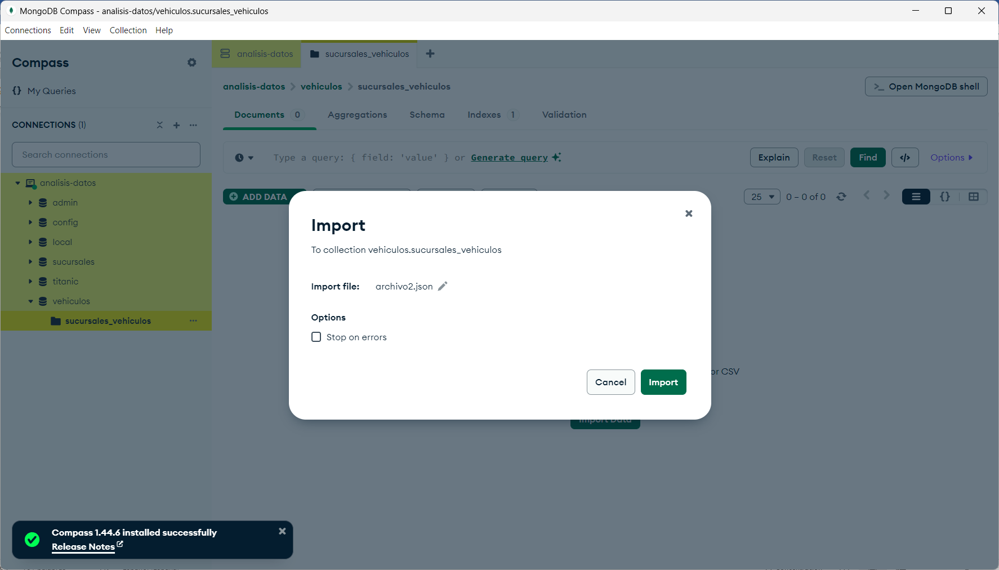 MongoDB Compass - analisis-datos/vehiculos.sucursales_vehiculos
Connections Edit View Collection Help
Compass
My Queries
CONNECTIONS (1)
Search connections
analisis-datos
admin
config
local
sucursales
titanic
vehiculos
sucursales_vehiculos
analisis-datos
sucursales_vehiculos
analisis-datos > vehiculos > sucursales_vehiculos
>_ Open MongoDB shell
Documents 0 Aggregations Schema Indexes 1 Validation
Type a query: { field: 'value' } or Generate query
Explain Reset Find </> Options
ADD DATA
25 0 – 0 of 0
Import
To collection vehiculos.sucursales_vehiculos
Import file: archivo2.json
Options
Stop on errors
Cancel Import
or CSV
Import Data
Compass 1.44.6 installed successfully
Release Notes